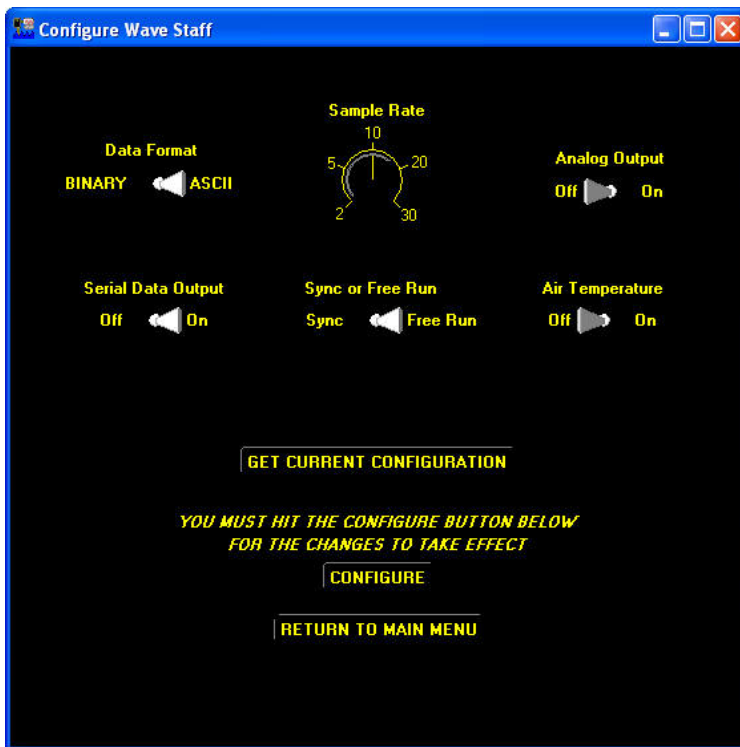 Configure Wave Staff
Sample Rate
10
5
20
2
30
Data Format
BINARY ASCII
Analog Output
Off On
Serial Data Output
Off On
Sync or Free Run
Sync Free Run
Air Temperature
Off On
GET CURRENT CONFIGURATION
YOU MUST HIT THE CONFIGURE BUTTON BELOW
FOR THE CHANGES TO TAKE EFFECT
CONFIGURE
RETURN TO MAIN MENU